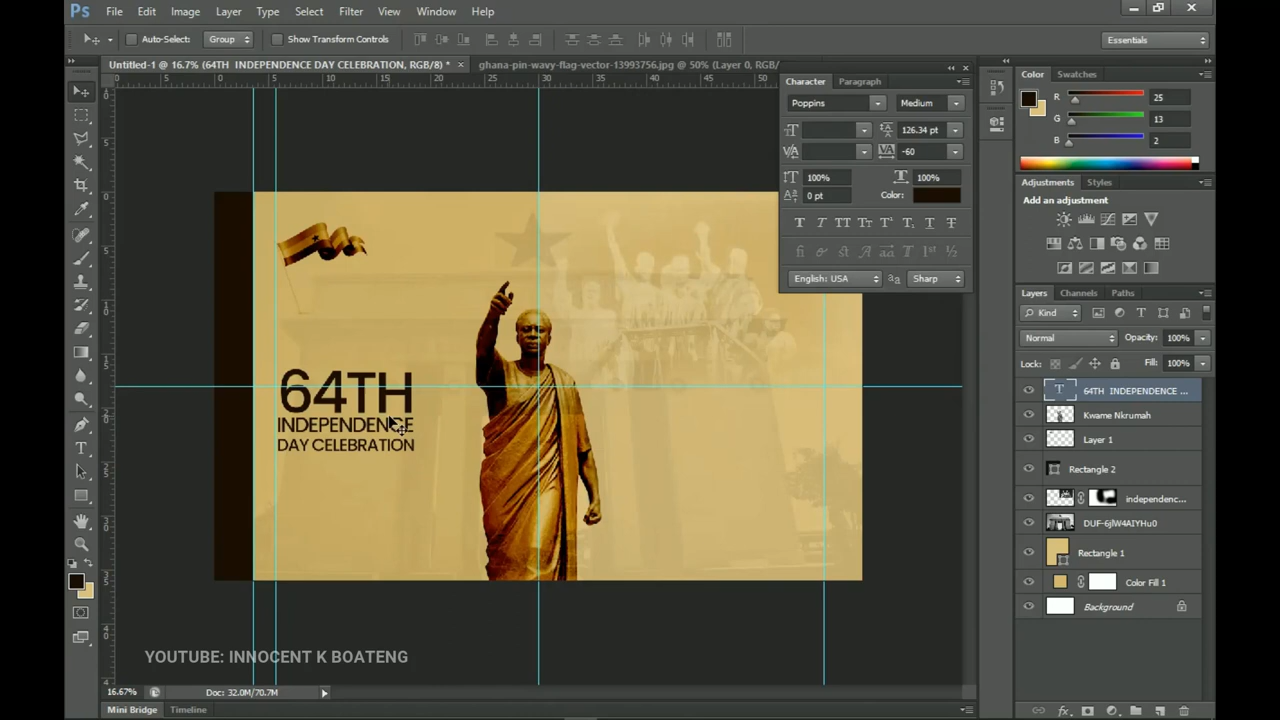 Ps File Edit Image Layer Type Select Filter View Window Help
Auto-Select: Group Show Transform Controls Essentials
Untitled-1 @ 16.7% (64TH INDEPENDENCE DAY CELEBRATION, RGB/8) * × ghana-pin-wavy-flag-vector-13993756.jpg @ 50% (Layer 0, RGB/
Character Paragraph
Poppins Medium
126.34 pt
-60
100% 100%
0 pt Color:
English: USA Sharp
Color Swatches
R 25
G 13
B 2
Adjustments Styles
Add an adjustment
Layers Channels Paths
Kind
Normal Opacity: 100%
Lock: Fill: 100%
64TH INDEPENDENCE ...
Kwame Nkrumah
Layer 1
Rectangle 2
independenc...
DUF-6jlW4AIYHu0
Rectangle 1
Color Fill 1
Background
64TH
INDEPENDENCE
DAY CELEBRATION
YOUTUBE: INNOCENT K BOATENG
16.67% Doc: 32.0M/70.7M
Mini Bridge Timeline